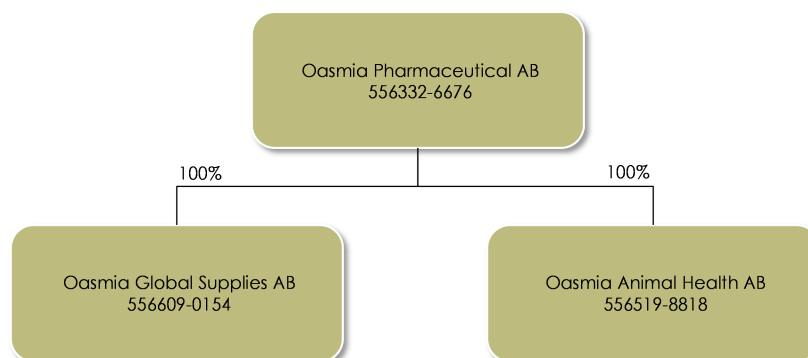 Oasmia Pharmaceutical AB
556332-6676
100%
100%
Oasmia Global Supplies AB
556609-0154
Oasmia Animal Health AB
556519-8818